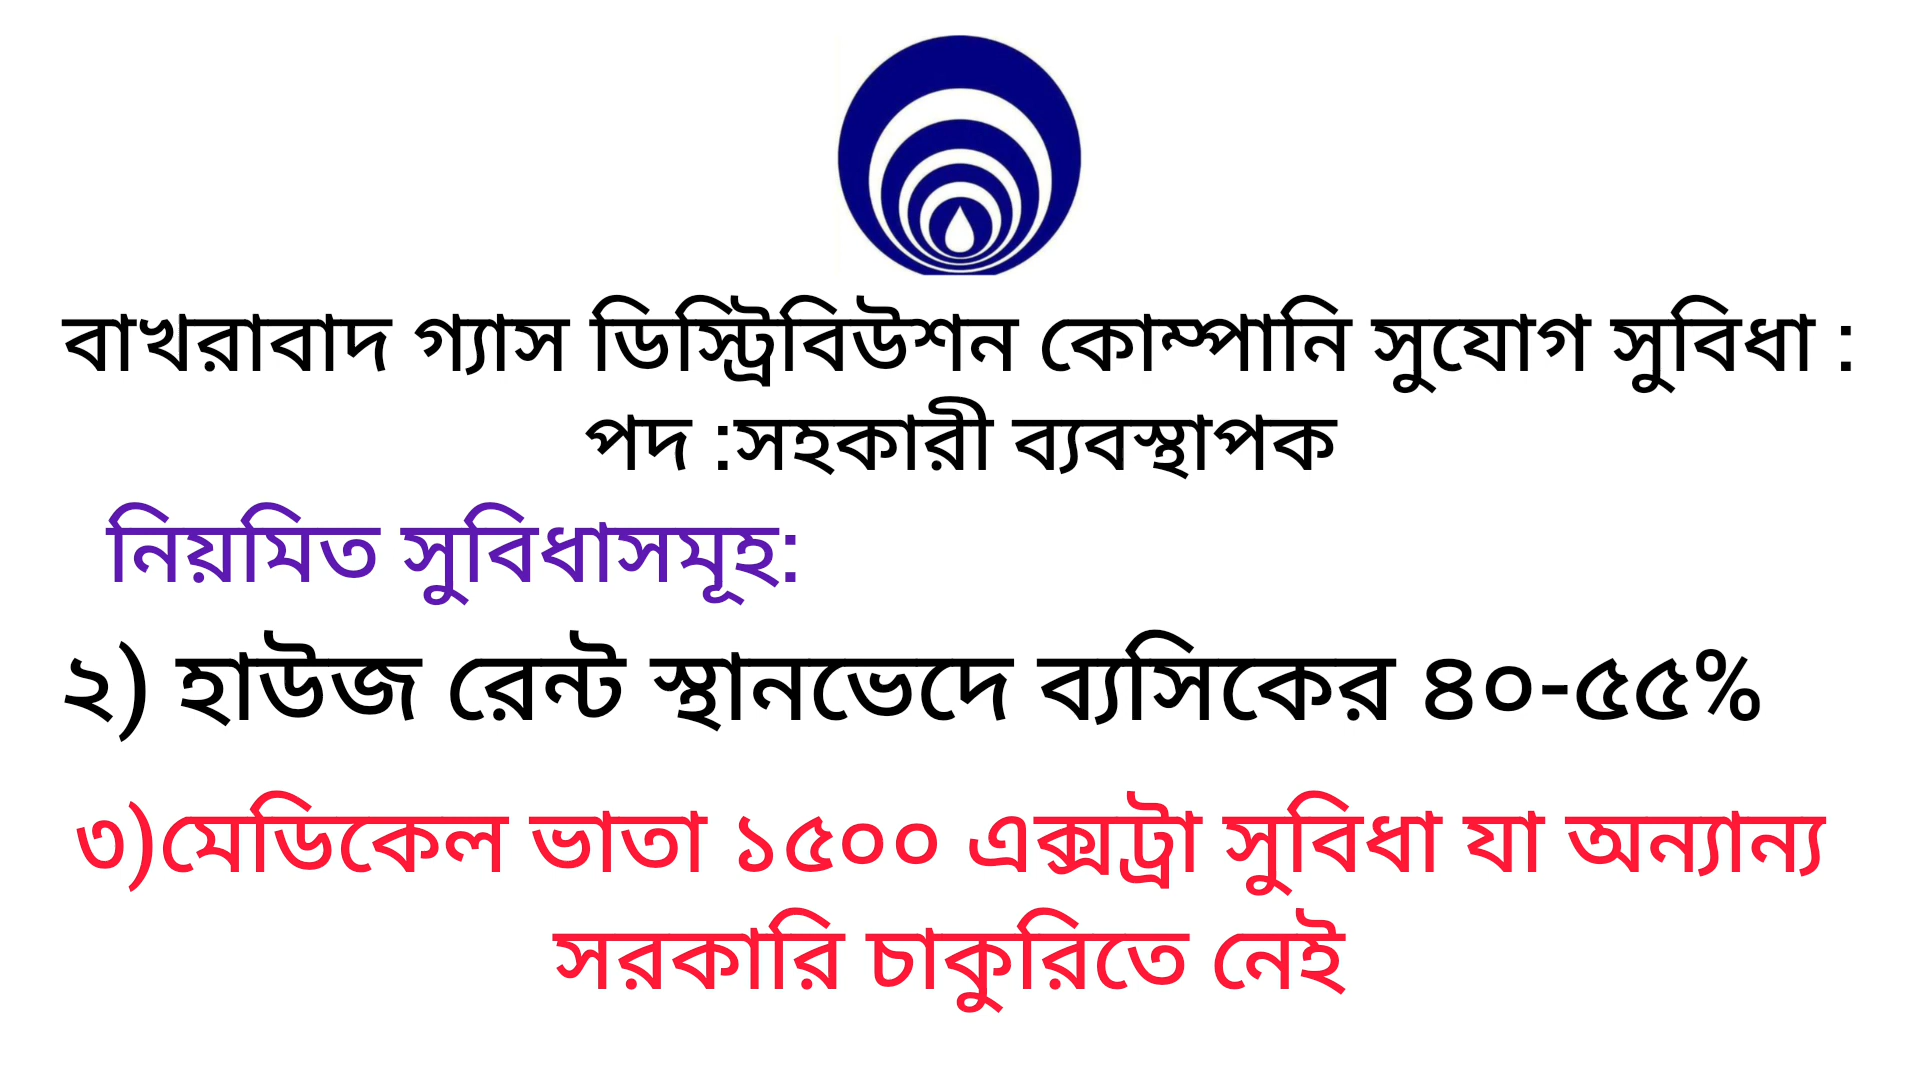 বাখরাবাদ গ্যাস ডিস্ট্রিবিউশন কোম্পানি সুযোগ সুবিধা :
পদ :সহকারী ব্যবস্থাপক
নিয়মিত সুবিধাসমূহ:
২) হাউজ রেন্ট স্থানভেদে ব্যসিকের ৪০-৫৫%
৩)মেডিকেল ভাতা ১৫০০ এক্সট্রা সুবিধা যা অন্যান্য
সরকারি চাকুরিতে নেই